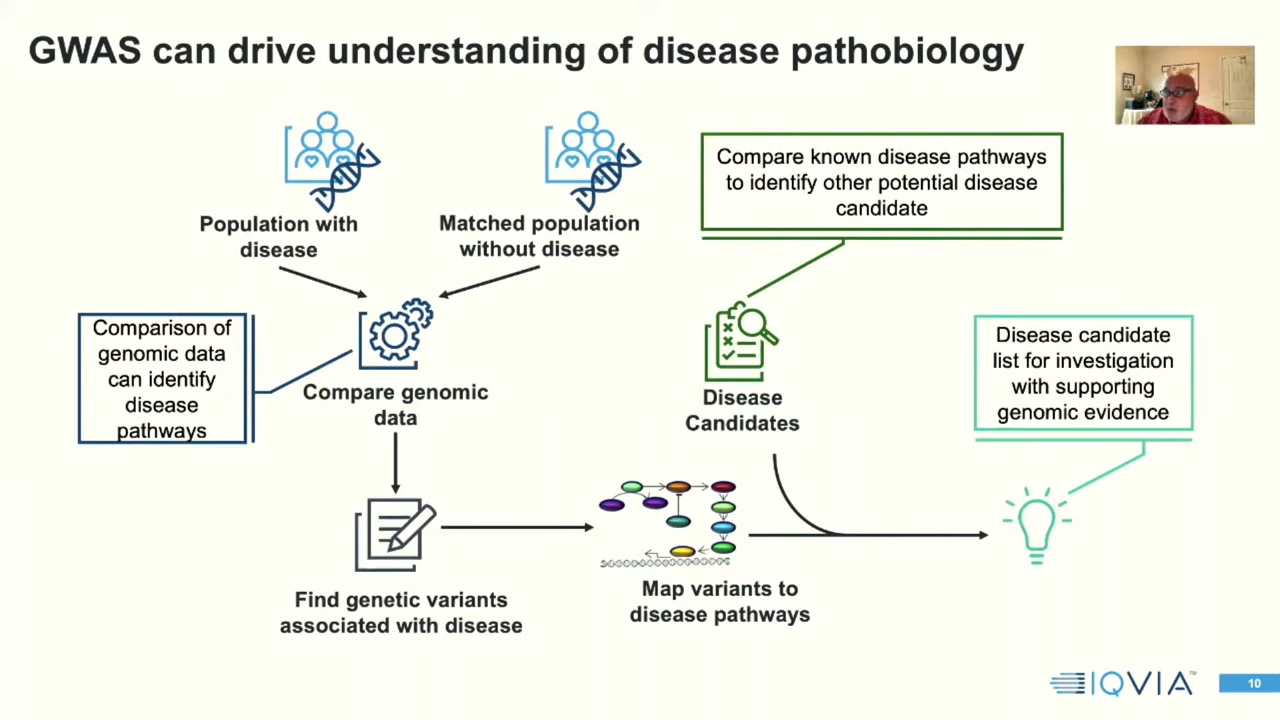 GWAS can drive understanding of disease pathobiology
Population with
disease
Matched population
without disease
Compare known disease pathways
to identify other potential disease
candidate
Comparison of
genomic data
can identify
disease
pathways
Compare genomic
data
Disease
Candidates
Disease candidate
list for investigation
with supporting
genomic evidence
Find genetic variants
associated with disease
Map variants to
disease pathways
IQVIA™
10